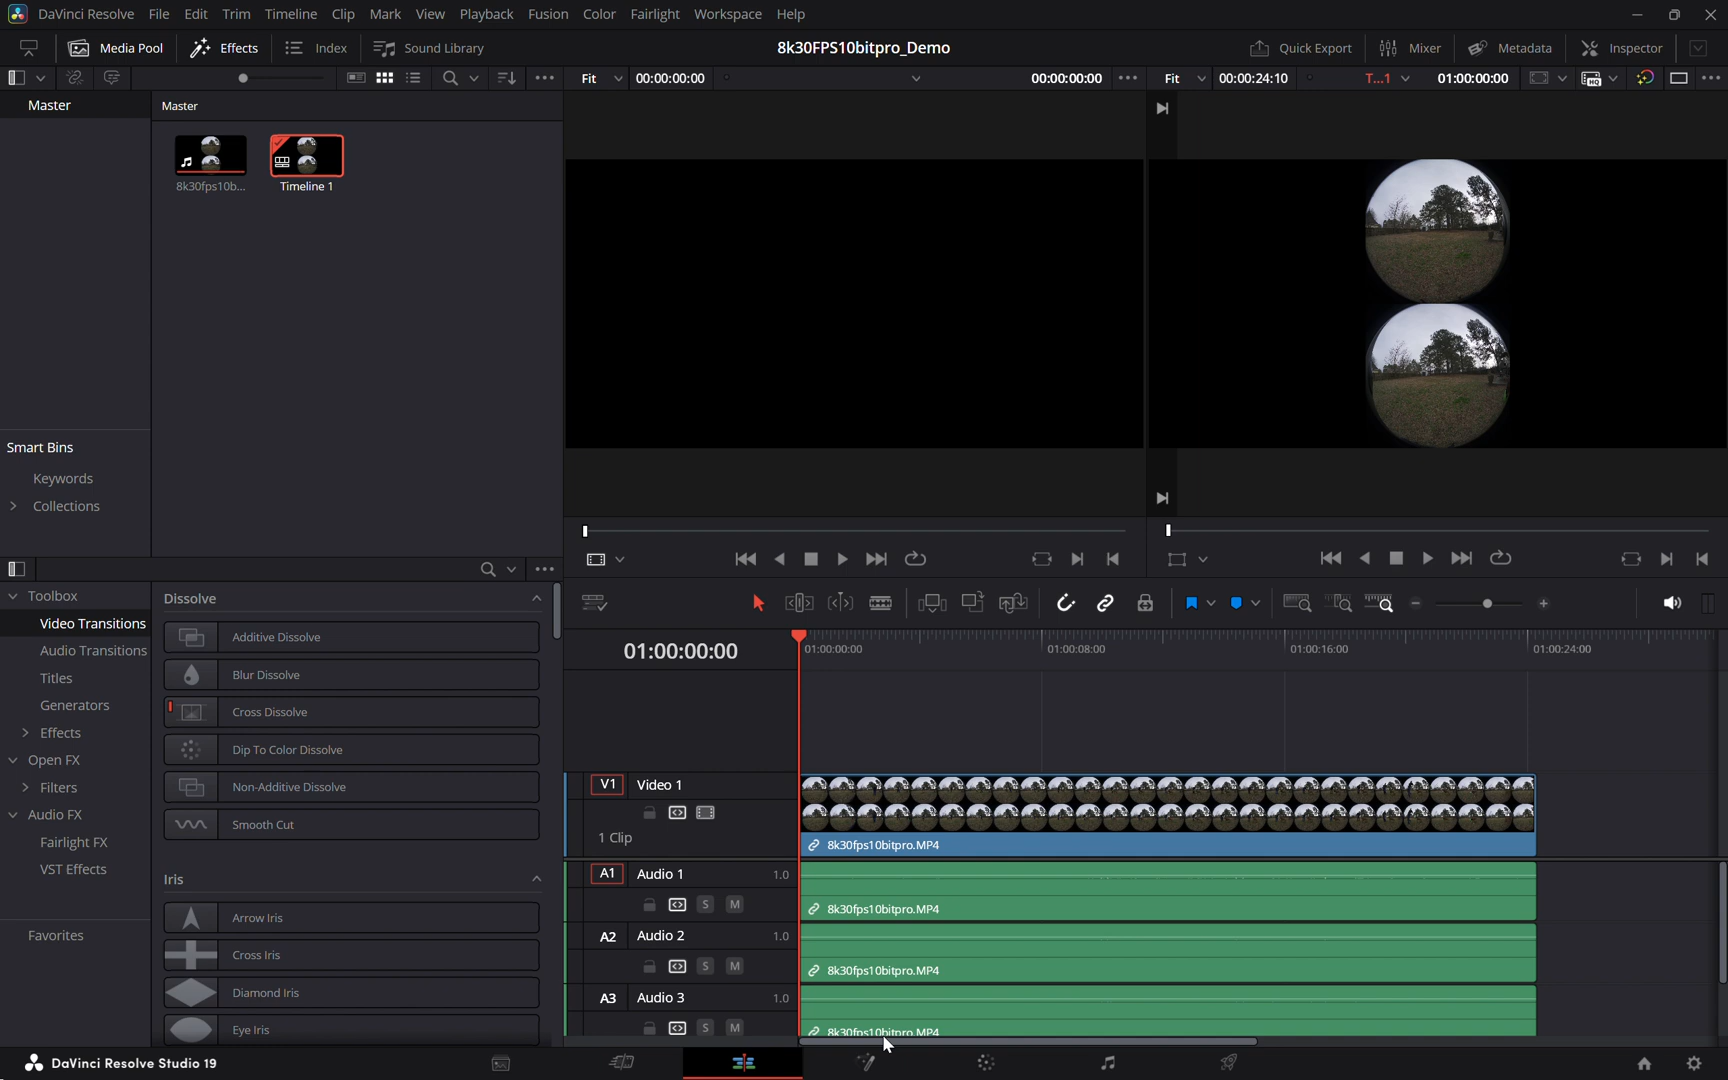 DaVinci Resolve File Edit Trim Timeline Clip Mark View Playback Fusion Color Fairlight Workspace Help
Media Pool Effects Index Sound Library 8k30FPS10bitpro_Demo Quick Export Mixer Metadata Inspector
Fit 00:00:00:00 00:00:00:00 Fit 00:00:24:10 T...1 01:00:00:00
Master
Master
8k30fps10b... Timeline 1
Smart Bins
Keywords
Collections
Toolbox
Video Transitions
Audio Transitions
Titles
Generators
Effects
Open FX
Filters
Audio FX
Fairlight FX
VST Effects
Favorites
Dissolve
Additive Dissolve
Blur Dissolve
Cross Dissolve
Dip To Color Dissolve
Non-Additive Dissolve
Smooth Cut
Iris
Arrow Iris
Cross Iris
Diamond Iris
Eye Iris
01:00:00:00 01:00:00:00 01:00:08:00 01:00:16:00 01:00:24:00
V1 Video 1
1 Clip
8k30fps10bitpro.MP4
A1 Audio 1 1.0
S M 8k30fps10bitpro.MP4
A2 Audio 2 1.0
S M 8k30fps10bitpro.MP4
A3 Audio 3 1.0
S M 8k30fps10bitpro.MP4
DaVinci Resolve Studio 19